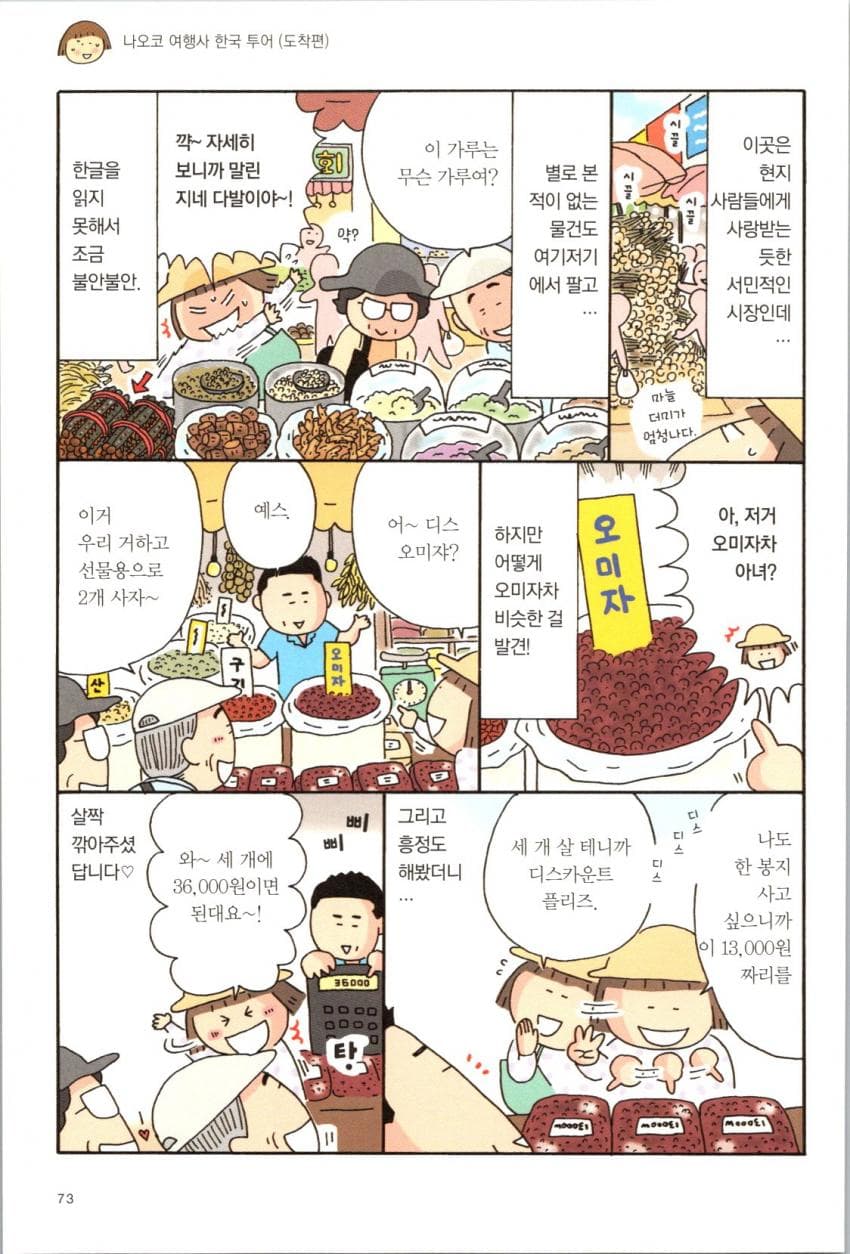 나오코 여행사 한국 투어 (도착편)
이곳은
현지
사람들에게
사랑받는
듯한
서민적인
시장인데
…
시끌
시끌
시끌
마늘
더미가
엄청나다.
별로 본
적이 없는
물건도
여기저기
에서 팔고
…
이 가루는
무슨 가루여?
회
꺅~ 자세히
보니까 말린
지네 다발이야~!
얏?
한글을
읽지
못해서
조금
불안불안.
아, 저거
오미자차
아녀?
오미자
하지만
어떻게
오미자차
비슷한 걸
발견!
어~ 디스
오미쟈?
예스.
이거
우리 거하고
선물용으로
2개 사자~
산
구기
오미자
나도
한 봉지
사고
싶으니까
이 13,000원
짜리를
디스
디스
디스
세 개 살 테니까
디스카운트
플리즈.
그리고
흥정도
해봤더니
…
13000W
13000W
13000W
삐
삐
36000
탁
와~ 세 개에
36,000원이면
된대요~!
살짝
깎아주셨
답니다♡
73